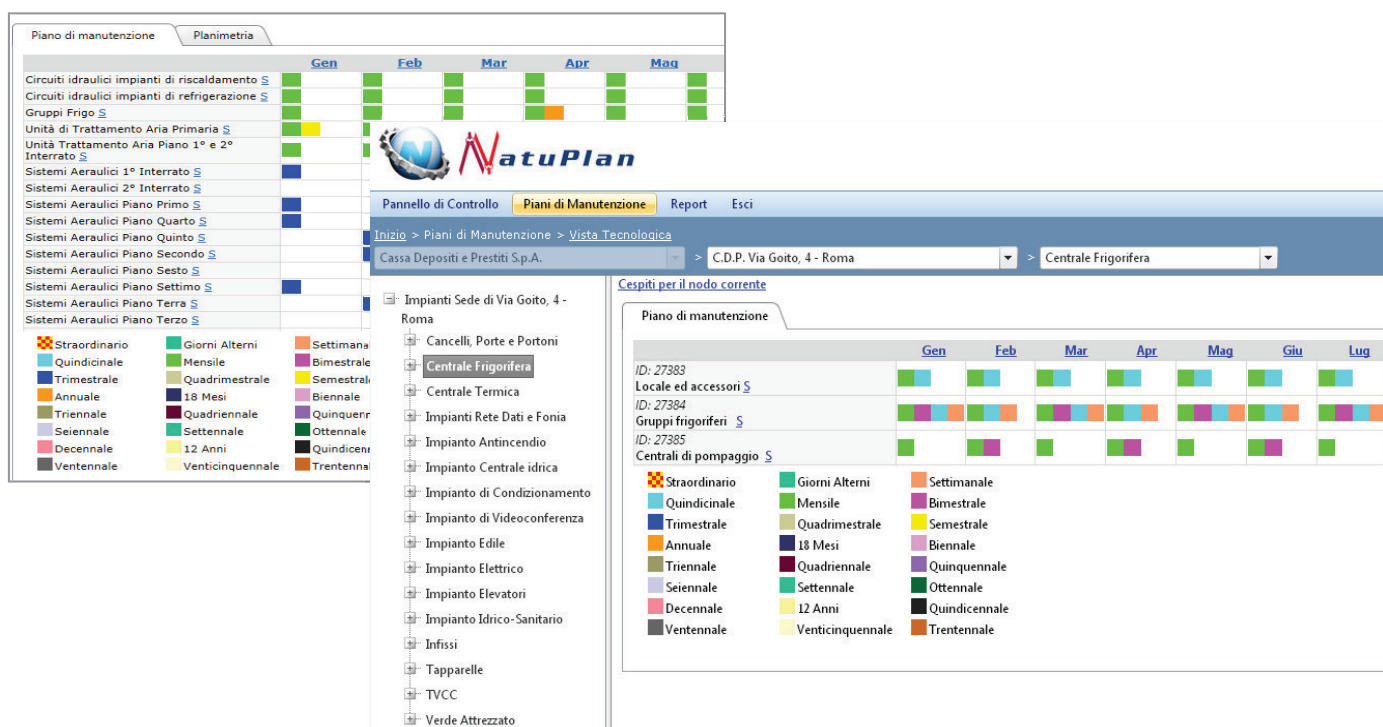 Piano di manutenzione Planimetria
Gen Feb Mar Apr Mag
Circuiti idraulici impianti di riscaldamento S
Circuiti idraulici impianti di refrigerazione S
Gruppi Frigo S
Unità di Trattamento Aria Primaria S
Unità Trattamento Aria Piano 1° e 2°
Interrato S
Sistemi Aeraulici 1° Interrato S
Sistemi Aeraulici 2° Interrato S
Sistemi Aeraulici Piano Primo S
Sistemi Aeraulici Piano Quarto S
Sistemi Aeraulici Piano Quinto S
Sistemi Aeraulici Piano Secondo S
Sistemi Aeraulici Piano Sesto S
Sistemi Aeraulici Piano Settimo S
Sistemi Aeraulici Piano Terra S
Sistemi Aeraulici Piano Terzo S
Straordinario Giorni Alterni Settimana
Quindicinale Mensile Bimestrale
Trimestrale Quadrimestrale Semestrale
Annuale 18 Mesi Biennale
Triennale Quadriennale Quinquenn
Seiennale Settennale Ottennale
Decennale 12 Anni Quindicenn
Ventennale Venticinquennale Trentennal
NatuPlan
Pannello di Controllo Piani di Manutenzione Report Esci
Inizio > Piani di Manutenzione > Vista Tecnologica
Cassa Depositi e Prestiti S.p.A. > C.D.P. Via Goito, 4 - Roma > Centrale Frigorifera
Impianti Sede di Via Goito, 4 -
Roma
Cancelli, Porte e Portoni
Centrale Frigorifera
Centrale Termica
Impianti Rete Dati e Fonia
Impianto Antincendio
Impianto Centrale idrica
Impianto di Condizionamento
Impianto di Videoconferenza
Impianto Edile
Impianto Elettrico
Impianto Elevatori
Impianto Idrico-Sanitario
Infissi
Tapparelle
TVCC
Verde Attrezzato
Cespiti per il nodo corrente
Piano di manutenzione
Gen Feb Mar Apr Mag Giu Lug
ID: 27383
Locale ed accessori S
ID: 27384
Gruppi frigoriferi S
ID: 27385
Centrali di pompaggio S
Straordinario Giorni Alterni Settimanale
Quindicinale Mensile Bimestrale
Trimestrale Quadrimestrale Semestrale
Annuale 18 Mesi Biennale
Triennale Quadriennale Quinquennale
Seiennale Settennale Ottennale
Decennale 12 Anni Quindicennale
Ventennale Venticinquennale Trentennale